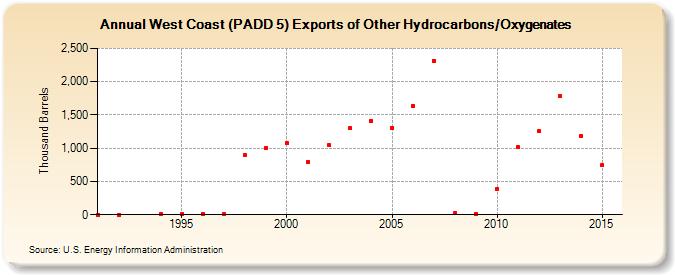 Annual West Coast (PADD 5) Exports of Other Hydrocarbons/Oxygenates
Thousand Barrels
2,500
2,000
1,500
1,000
500
0
1995 2000 2005 2010 2015
Source: U.S. Energy Information Administration